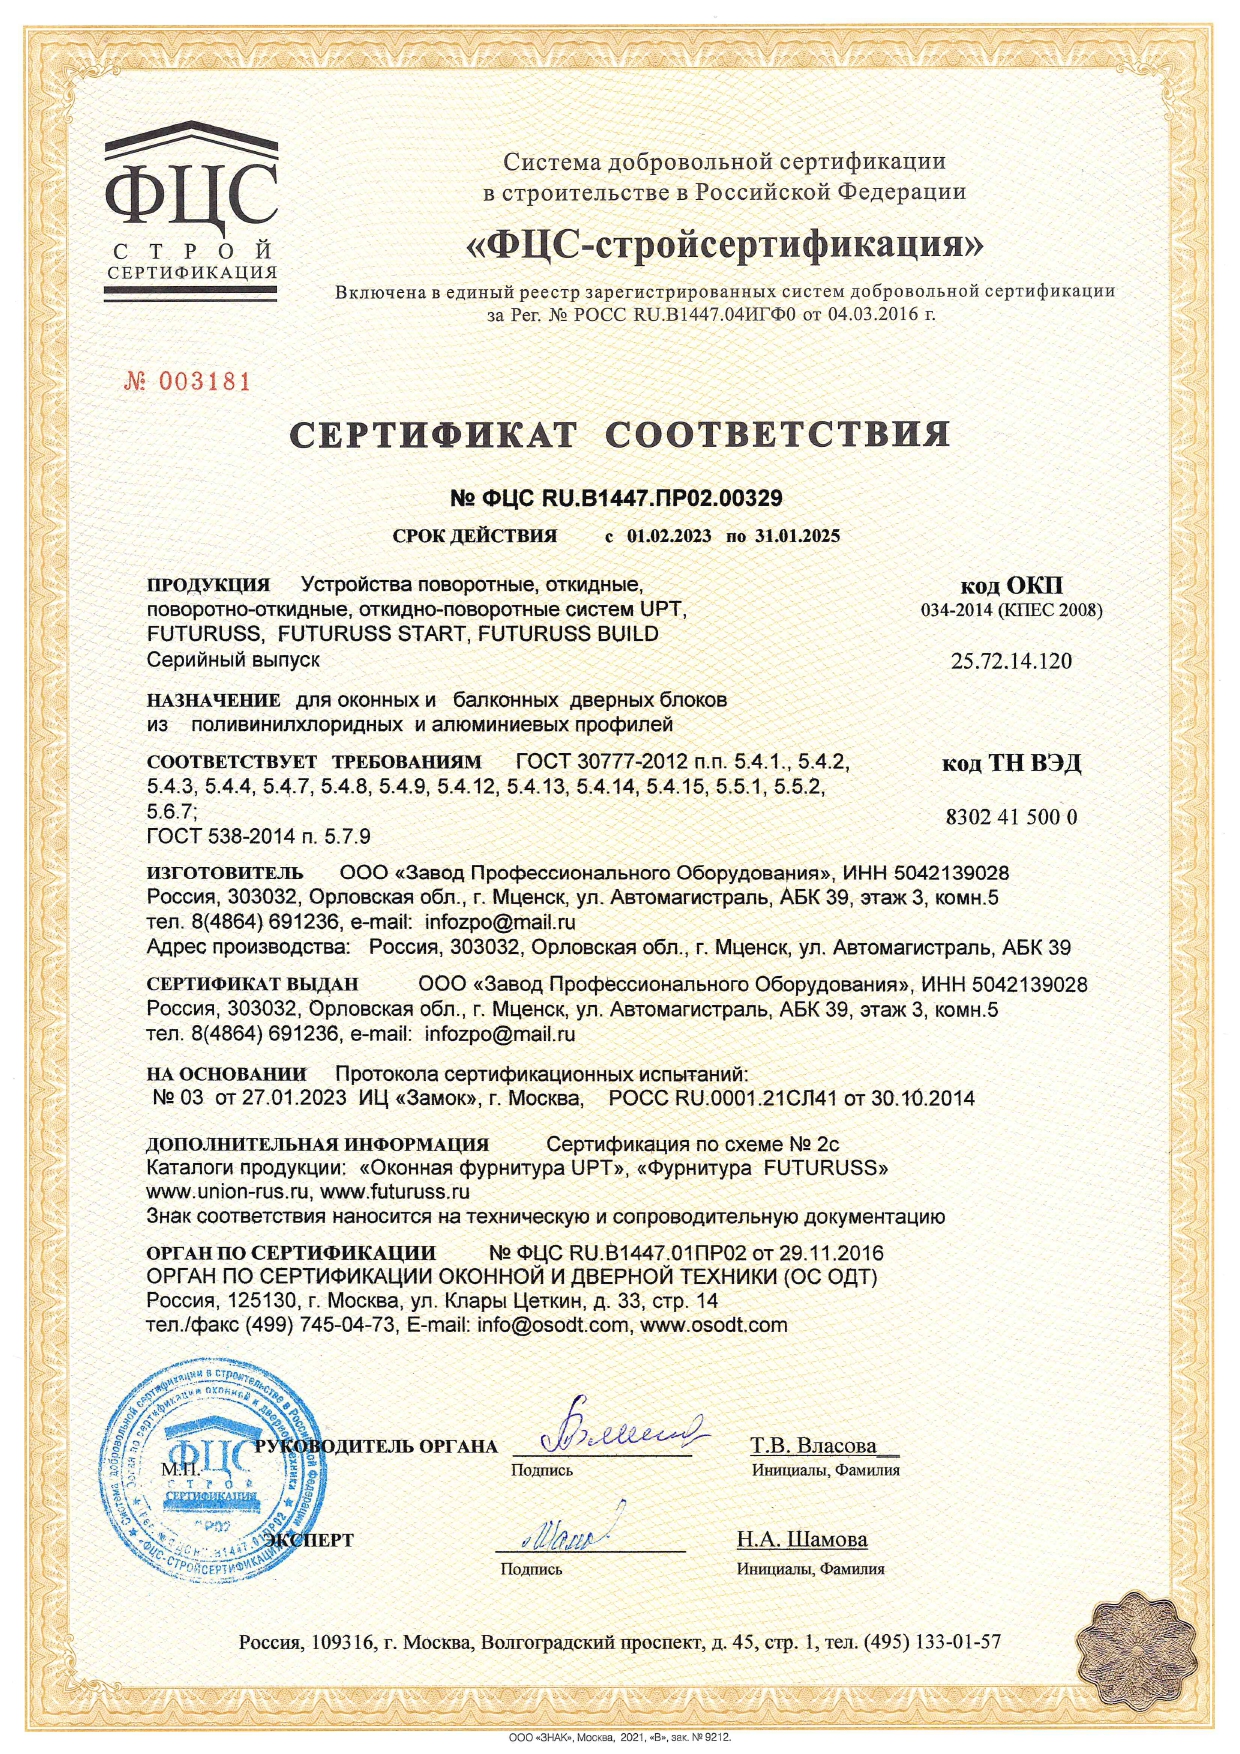 ФЦС
СТРОЙ
СЕРТИФИКАЦИЯ
Система добровольной сертификации
в строительстве в Российской Федерации
«ФЦС-стройсертификация»
Включена в единый реестр зарегистрированных систем добровольной сертификации
за Рег. № РОСС RU.В1447.04ИГФ0 от 04.03.2016 г.
№ 003181
СЕРТИФИКАТ СООТВЕТСТВИЯ
№ ФЦС RU.В1447.ПР02.00329
СРОК ДЕЙСТВИЯ с 01.02.2023 по 31.01.2025
ПРОДУКЦИЯ Устройства поворотные, откидные,
поворотно-откидные, откидно-поворотные систем UPT,
FUTURUSS, FUTURUSS START, FUTURUSS BUILD
Серийный выпуск
код ОКП
034-2014 (КПЕС 2008)
25.72.14.120
НАЗНАЧЕНИЕ для оконных и балконных дверных блоков
из поливинилхлоридных и алюминиевых профилей
СООТВЕТСТВУЕТ ТРЕБОВАНИЯМ ГОСТ 30777-2012 п.п. 5.4.1., 5.4.2,
5.4.3, 5.4.4, 5.4.7, 5.4.8, 5.4.9, 5.4.12, 5.4.13, 5.4.14, 5.4.15, 5.5.1, 5.5.2,
5.6.7;
ГОСТ 538-2014 п. 5.7.9
код ТН ВЭД
8302 41 500 0
ИЗГОТОВИТЕЛЬ ООО «Завод Профессионального Оборудования», ИНН 5042139028
Россия, 303032, Орловская обл., г. Мценск, ул. Автомагистраль, АБК 39, этаж 3, комн.5
тел. 8(4864) 691236, e-mail: infozpo@mail.ru
Адрес производства: Россия, 303032, Орловская обл., г. Мценск, ул. Автомагистраль, АБК 39
СЕРТИФИКАТ ВЫДАН ООО «Завод Профессионального Оборудования», ИНН 5042139028
Россия, 303032, Орловская обл., г. Мценск, ул. Автомагистраль, АБК 39, этаж 3, комн.5
тел. 8(4864) 691236, e-mail: infozpo@mail.ru
НА ОСНОВАНИИ Протокола сертификационных испытаний:
№ 03 от 27.01.2023 ИЦ «Замок», г. Москва, РОСС RU.0001.21СЛ41 от 30.10.2014
ДОПОЛНИТЕЛЬНАЯ ИНФОРМАЦИЯ Сертификация по схеме № 2с
Каталоги продукции: «Оконная фурнитура UPT», «Фурнитура FUTURUSS»
www.union-rus.ru, www.futuruss.ru
Знак соответствия наносится на техническую и сопроводительную документацию
ОРГАН ПО СЕРТИФИКАЦИИ № ФЦС RU.В1447.01ПР02 от 29.11.2016
ОРГАН ПО СЕРТИФИКАЦИИ ОКОННОЙ И ДВЕРНОЙ ТЕХНИКИ (ОС ОДТ)
Россия, 125130, г. Москва, ул. Клары Цеткин, д. 33, стр. 14
тел./факс (499) 745-04-73, E-mail: info@osodt.com, www.osodt.com
Система добровольной сертификации в строительстве в Российской Федерации
«ФЦС-СТРОЙСЕРТИФИКАЦИЯ»
Орган по сертификации оконной и дверной техники
ФЦС
СТРОЙ
СЕРТИФИКАЦИЯ
ПР02
М.П.
РУКОВОДИТЕЛЬ ОРГАНА Т.В. Власова
Подпись Инициалы, Фамилия
ЭКСПЕРТ Н.А. Шамова
Подпись Инициалы, Фамилия
Россия, 109316, г. Москва, Волгоградский проспект, д. 45, стр. 1, тел. (495) 133-01-57
ООО «ЗНАК», Москва, 2021, «В», зак. № 9212.